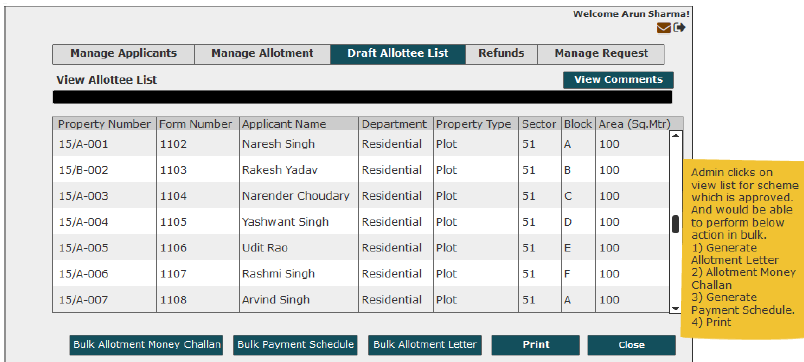 Welcome Arun Sharma!
Manage Applicants Manage Allotment Draft Allottee List Refunds Manage Request
View Allottee List View Comments
Property Number Form Number Applicant Name Department Property Type Sector Block Area (Sq.Mtr)
15/A-001 1102 Naresh Singh Residential Plot 51 A 100
15/B-002 1103 Rakesh Yadav Residential Plot 51 B 100
15/A-003 1104 Narender Choudary Residential Plot 51 C 100
15/A-004 1105 Yashwant Singh Residential Plot 51 D 100
15/A-005 1106 Udit Rao Residential Plot 51 E 100
15/A-006 1107 Rashmi Singh Residential Plot 51 F 100
15/A-007 1108 Arvind Singh Residential Plot 51 A 100
Bulk Allotment Money Challan Bulk Payment Schedule Bulk Allotment Letter Print Close
Admin clicks on
view list for scheme
which is approved.
And would be able
to perform below
action in bulk.
1) Generate
Allotment Letter
2) Allotment Money
Challan
3) Generate
Payment Schedule.
4) Print